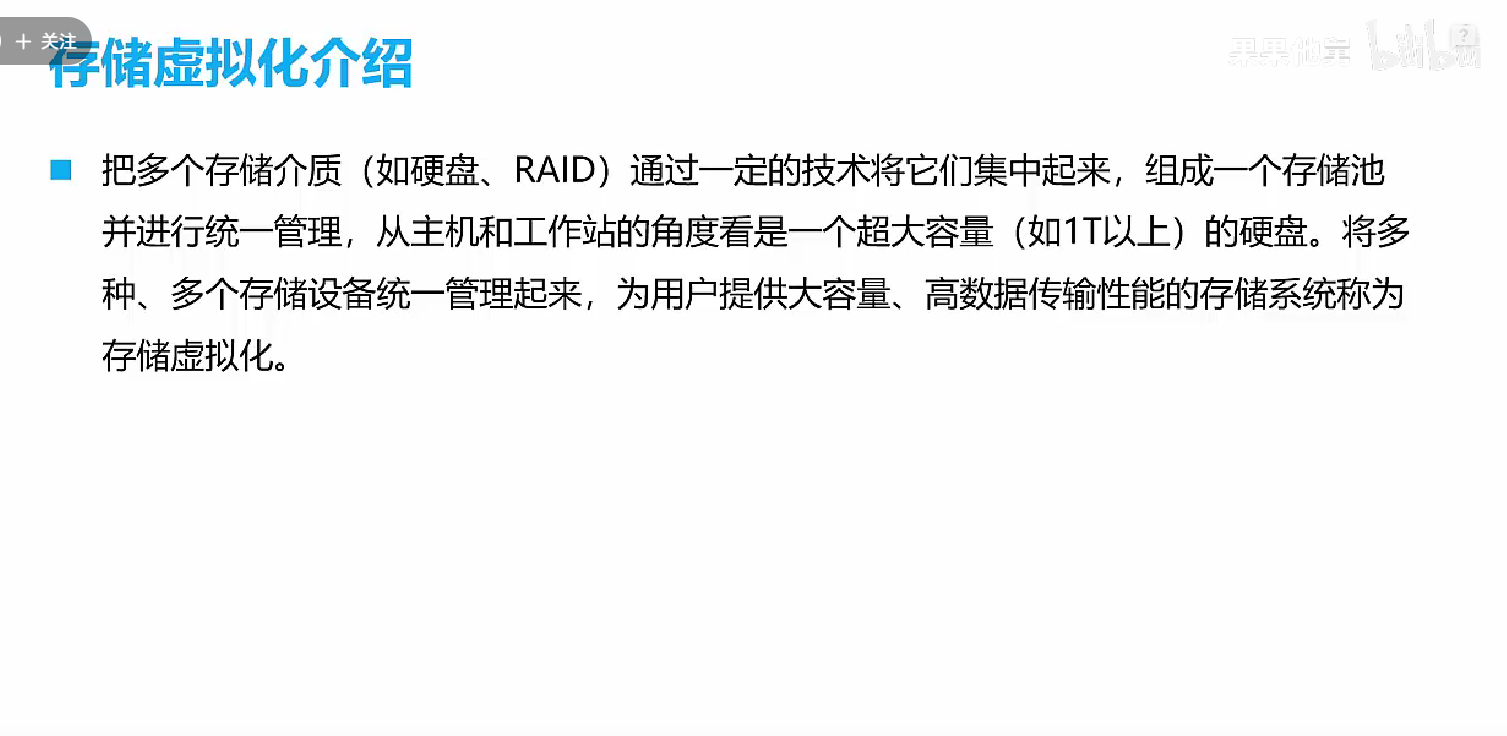 + 关注
存储虚拟化介绍
果果他叔 bilibili
把多个存储介质（如硬盘、RAID）通过一定的技术将它们集中起来，组成一个存储池
并进行统一管理，从主机和工作站的角度看是一个超大容量（如1T以上）的硬盘。将多
种、多个存储设备统一管理起来，为用户提供大容量、高数据传输性能的存储系统称为
存储虚拟化。